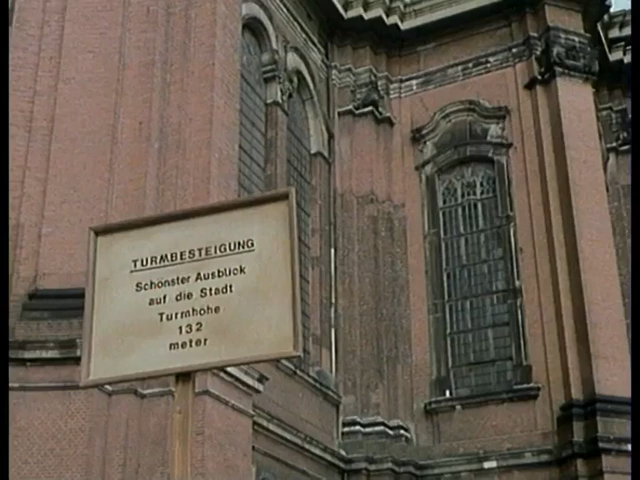 TURMBESTEIGUNG
Schönster Ausblick
auf die Stadt
Turmhöhe
132
meter